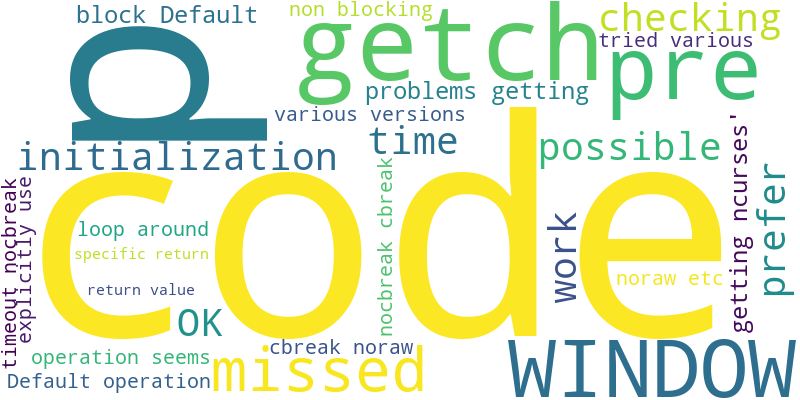 block Default
non blocking
getch
checking
tried various
p
pre
problems getting
various versions
time
initialization
possible
code
getting ncurses'
prefer
work
nocbreak cbreak
timeout nocbreak
explicitly use
loop around
specific return
return value
noraw etc
OK
operation seems
cbreak noraw
missed
WINDOW
Default operation